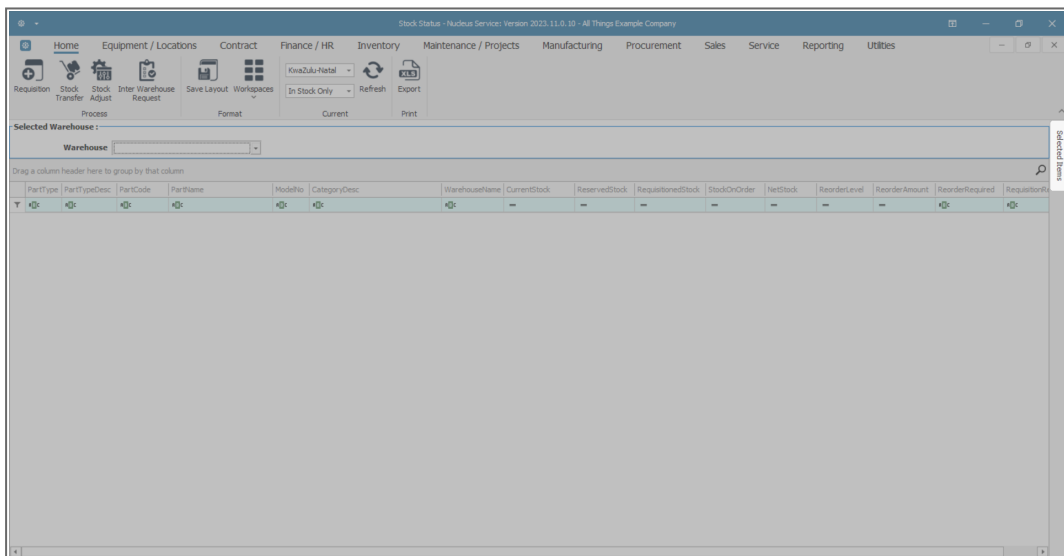 Stock Status - Nucleus Service: Version 2023.11.0.10 - All Things Example Company
Home Equipment / Locations Contract Finance / HR Inventory Maintenance / Projects Manufacturing Procurement Sales Service Reporting Utilities
KwaZulu-Natal
XLS
Requisition Stock Transfer Stock Adjust Inter Warehouse Request Save Layout Workspaces In Stock Only Refresh Export
Process Format Current Print
Selected Warehouse :
Warehouse
Selected Items
Drag a column header here to group by that column
PartType PartTypeDesc PartCode PartName ModelNo CategoryDesc WarehouseName CurrentStock ReservedStock RequisitionedStock StockOnOrder NetStock ReorderLevel ReorderAmount ReorderRequired RequisitionRe